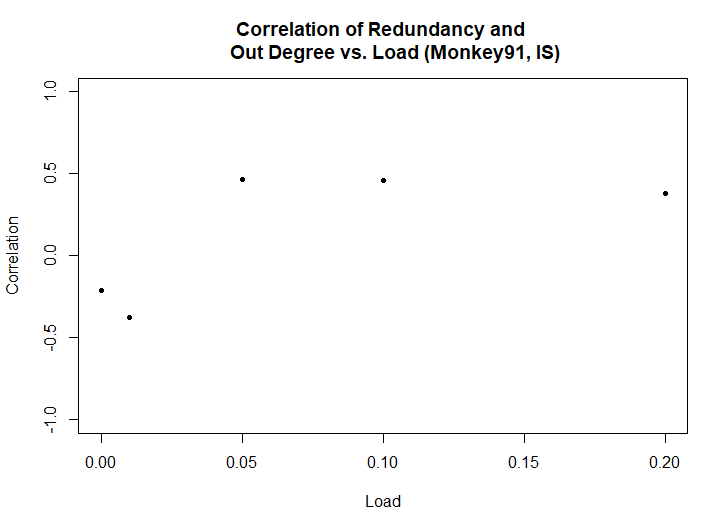 Correlation of Redundancy and
Out Degree vs. Load (Monkey91, IS)
1.0
0.5
0.0
-0.5
-1.0
Correlation
0.00 0.05 0.10 0.15 0.20
Load